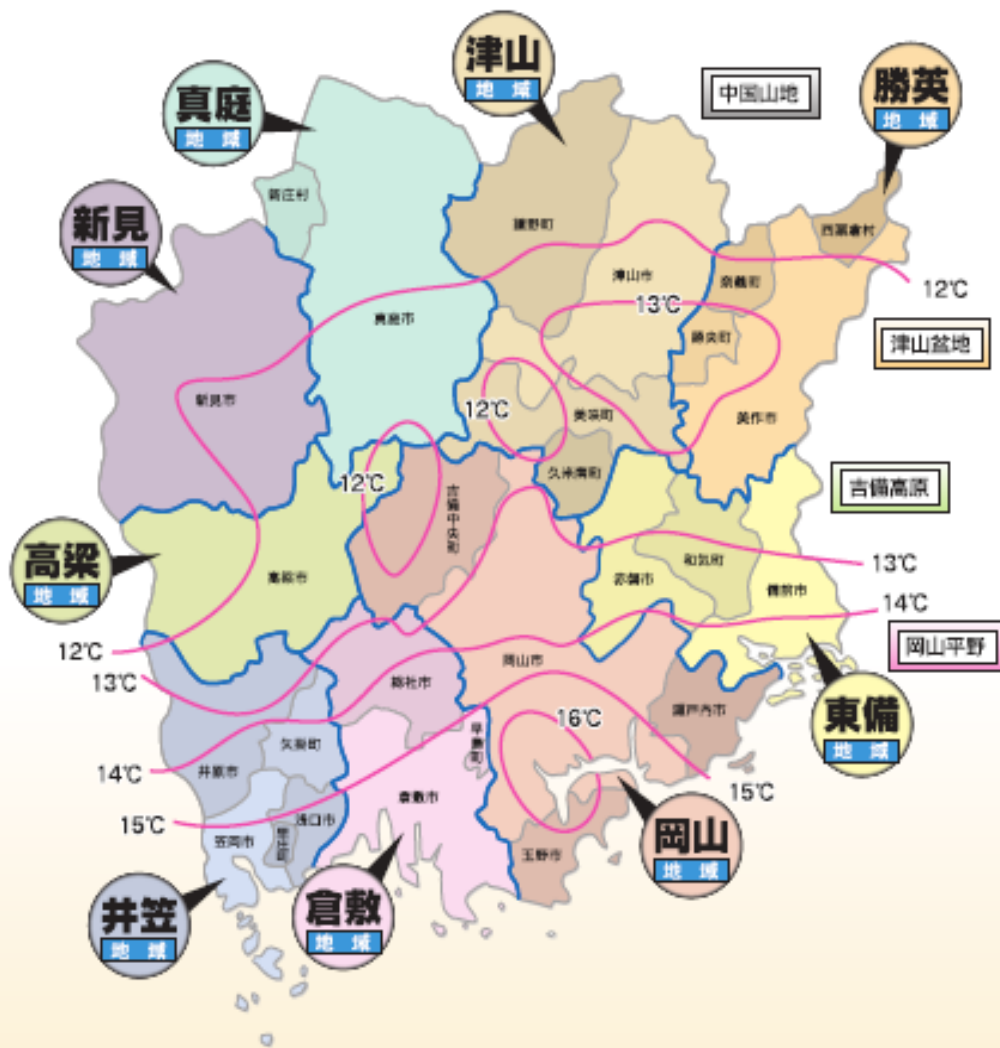 津山
地 域
中国山地
勝英
地 域
真庭
地 域
新庄村
新見
地 域
鏡野町
西粟倉村
津山市
奈義町
12℃
真庭市
13℃
勝央町
津山盆地
新見市
12℃
美咲町
美作市
12℃
久米南町
吉備高原
吉備中央町
高梁
地 域
高梁市
赤磐市
和気町
備前市
13℃
14℃
12℃
岡山市
岡山平野
13℃
総社市
瀬戸内市
東備
地 域
16℃
早島町
矢掛町
14℃
井原市
15℃
倉敷市
15℃
浅口市
笠岡市
里庄町
玉野市
岡山
地 域
井笠
地 域
倉敷
地 域